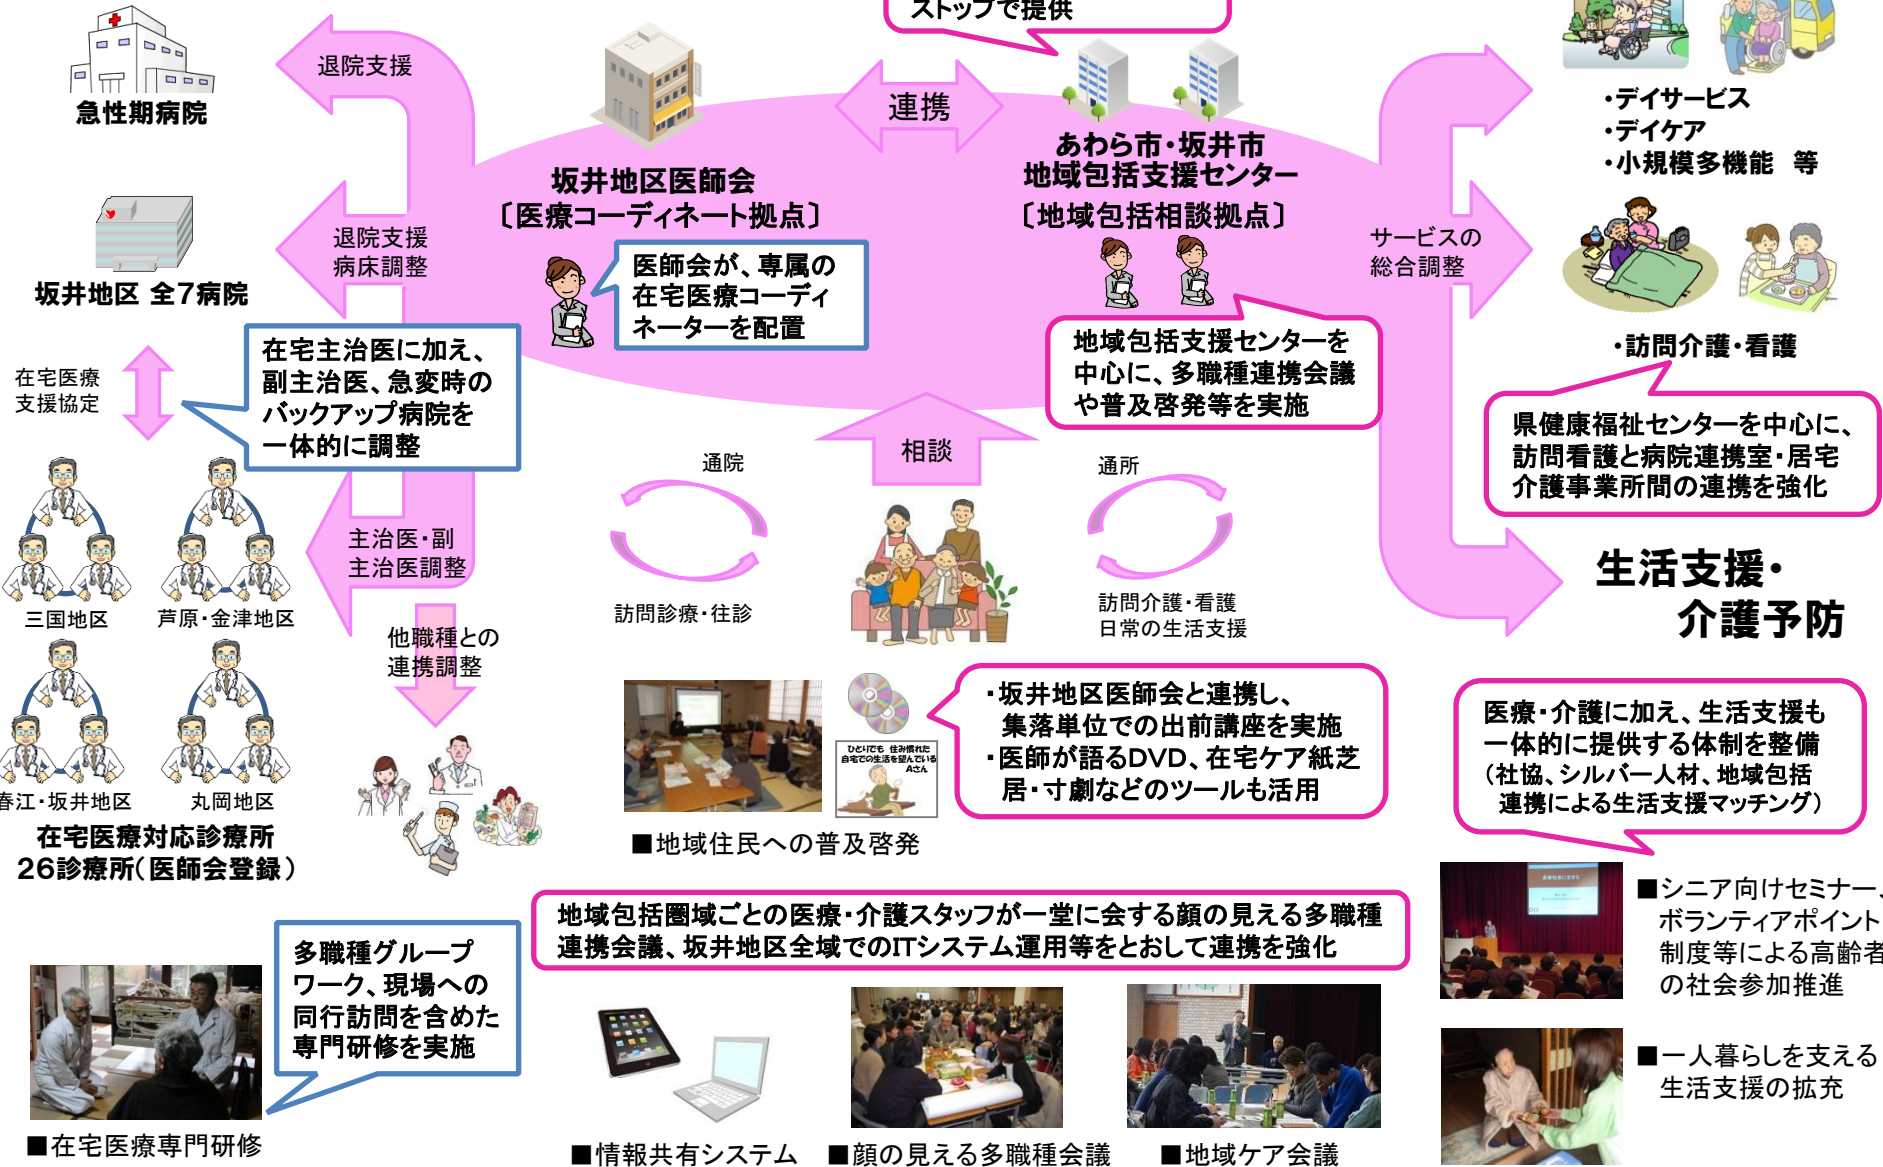 ストップで提供
急性期病院
退院支援
連携
坂井地区医師会
〔医療コーディネート拠点〕
あわら市・坂井市
地域包括支援センター
〔地域包括相談拠点〕
・デイサービス
・デイケア
・小規模多機能 等
坂井地区 全7病院
退院支援
病床調整
医師会が、専属の
在宅医療コーディ
ネーターを配置
サービスの
総合調整
・訪問介護・看護
在宅医療
支援協定
在宅主治医に加え、
副主治医、急変時の
バックアップ病院を
一体的に調整
地域包括支援センターを
中心に、多職種連携会議
や普及啓発等を実施
県健康福祉センターを中心に、
訪問看護と病院連携室・居宅
介護事業所間の連携を強化
相談
通院
通所
訪問診療・往診
訪問介護・看護
日常の生活支援
主治医・副
主治医調整
三国地区
芦原・金津地区
春江・坂井地区
丸岡地区
在宅医療対応診療所
26診療所(医師会登録)
他職種との
連携調整
生活支援・
介護予防
ひとりでも 住み慣れた
自宅での生活を望んでいる
Aさん
・坂井地区医師会と連携し、
集落単位での出前講座を実施
・医師が語るDVD、在宅ケア紙芝
居・寸劇などのツールも活用
■地域住民への普及啓発
医療・介護に加え、生活支援も
一体的に提供する体制を整備
(社協、シルバー人材、地域包括
連携による生活支援マッチング)
地域包括圏域ごとの医療・介護スタッフが一堂に会する顔の見える多職種
連携会議、坂井地区全域でのITシステム運用等をとおして連携を強化
多職種グループ
ワーク、現場への
同行訪問を含めた
専門研修を実施
■在宅医療専門研修
■情報共有システム
■顔の見える多職種会議
■地域ケア会議
■シニア向けセミナー、
ボランティアポイント
制度等による高齢者
の社会参加推進
■一人暮らしを支える
生活支援の拡充